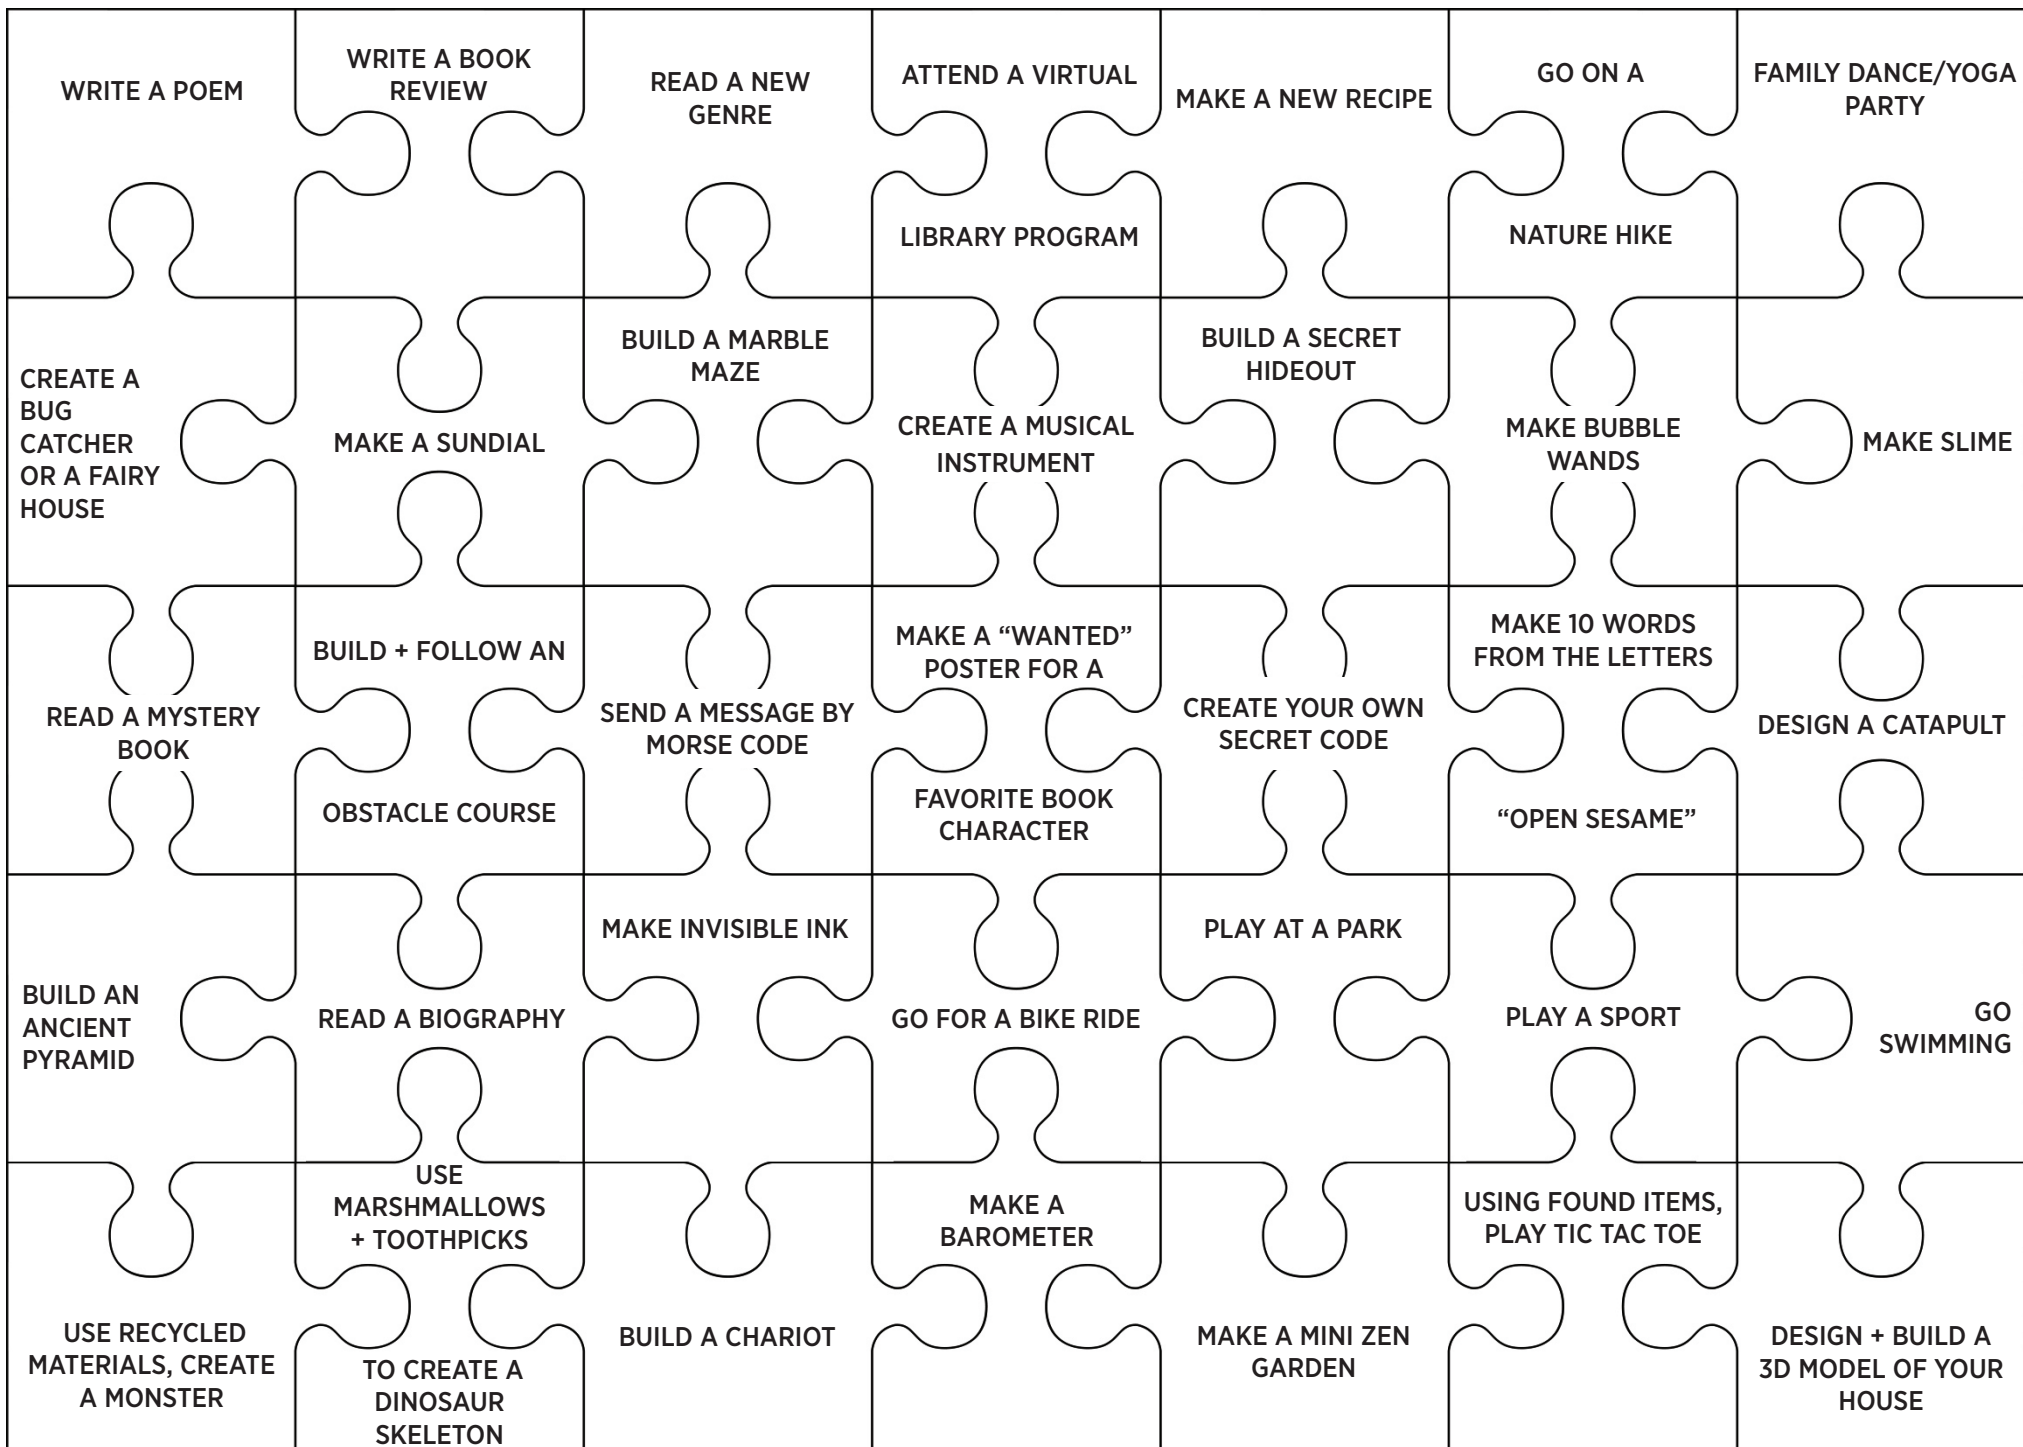 WRITE A POEM
WRITE A BOOK
REVIEW
READ A NEW
GENRE
ATTEND A VIRTUAL
LIBRARY PROGRAM
MAKE A NEW RECIPE
GO ON A
NATURE HIKE
FAMILY DANCE/YOGA
PARTY
CREATE A
BUG
CATCHER
OR A FAIRY
HOUSE
MAKE A SUNDIAL
BUILD A MARBLE
MAZE
CREATE A MUSICAL
INSTRUMENT
BUILD A SECRET
HIDEOUT
MAKE BUBBLE
WANDS
MAKE SLIME
READ A MYSTERY
BOOK
BUILD + FOLLOW AN
OBSTACLE COURSE
SEND A MESSAGE BY
MORSE CODE
MAKE A “WANTED”
POSTER FOR A
FAVORITE BOOK
CHARACTER
CREATE YOUR OWN
SECRET CODE
MAKE 10 WORDS
FROM THE LETTERS
“OPEN SESAME”
DESIGN A CATAPULT
BUILD AN
ANCIENT
PYRAMID
READ A BIOGRAPHY
MAKE INVISIBLE INK
GO FOR A BIKE RIDE
PLAY AT A PARK
PLAY A SPORT
GO
SWIMMING
USE RECYCLED
MATERIALS, CREATE
A MONSTER
USE
MARSHMALLOWS
+ TOOTHPICKS
TO CREATE A
DINOSAUR
SKELETON
BUILD A CHARIOT
MAKE A
BAROMETER
MAKE A MINI ZEN
GARDEN
USING FOUND ITEMS,
PLAY TIC TAC TOE
DESIGN + BUILD A
3D MODEL OF YOUR
HOUSE